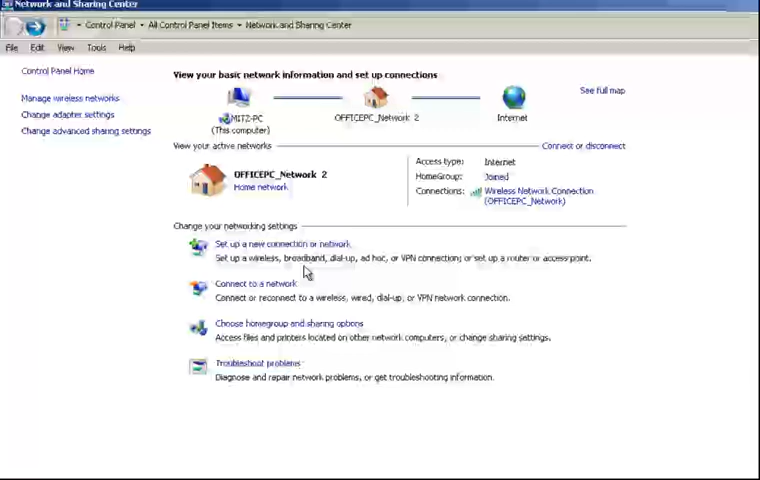 Network and Sharing Center
Control Panel All Control Panel Items Network and Sharing Center
File Edit View Tools Help
Control Panel Home
Manage wireless networks
Change adapter settings
Change advanced sharing settings
View your basic network information and set up connections
See full map
MITZ-PC
(This computer)
OFFICEPC_Network 2
Internet
View your active networks
Connect or disconnect
OFFICEPC_Network 2
Home network
Access type: Internet
HomeGroup: Joined
Connections: Wireless Network Connection
(OFFICEPC_Network)
Change your networking settings
Set up a new connection or network
Set up a wireless, broadband, dial-up, ad hoc, or VPN connection; or set up a router or access point.
Connect to a network
Connect or reconnect to a wireless, wired, dial-up, or VPN network connection.
Choose homegroup and sharing options
Access files and printers located on other network computers, or change sharing settings.
Troubleshoot problems
Diagnose and repair network problems, or get troubleshooting information.